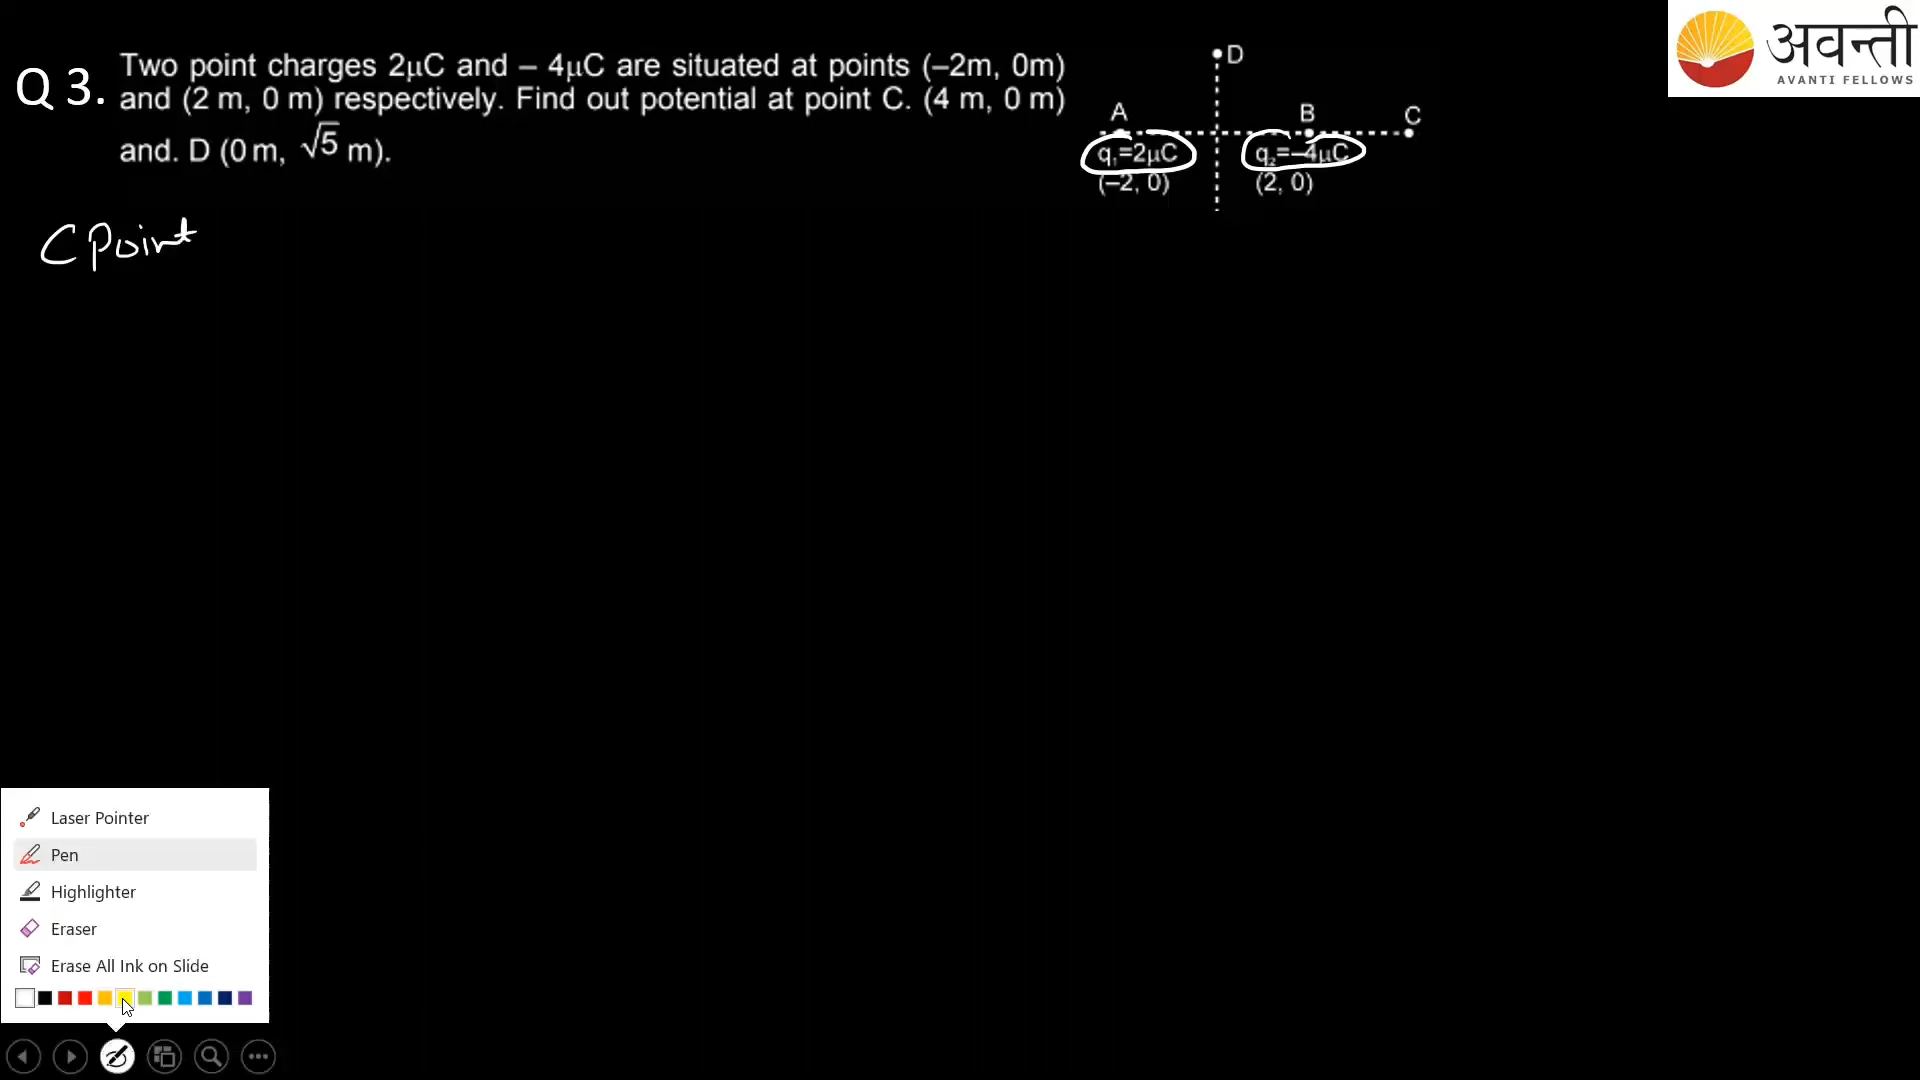 Q 3. Two point charges 2μC and – 4μC are situated at points (–2m, 0m)
and (2 m, 0 m) respectively. Find out potential at point C. (4 m, 0 m)
and. D (0 m, √5 m).
D
A B C
q₁=2μC q₂=–4μC
(–2, 0) (2, 0)
अवन्ती
AVANTI FELLOWS
C Point
Laser Pointer
Pen
Highlighter
Eraser
Erase All Ink on Slide